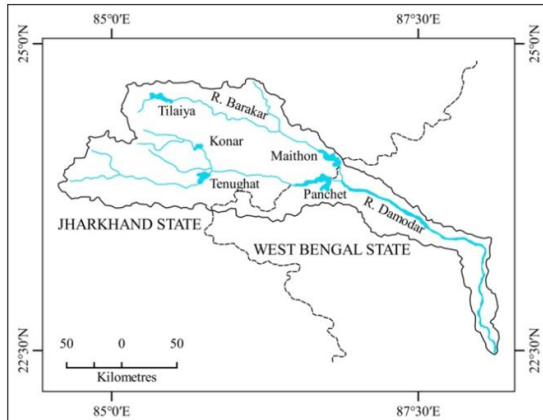 85°0'E 87°30'E
25°0'N
25°0'N
R. Barakar
Tilaiya
Konar
Maithon
Tenughat
Panchet
R. Damodar
JHARKHAND STATE
WEST BENGAL STATE
22°30'N
22°30'N
50 0 50
Kilometres
85°0'E 87°30'E